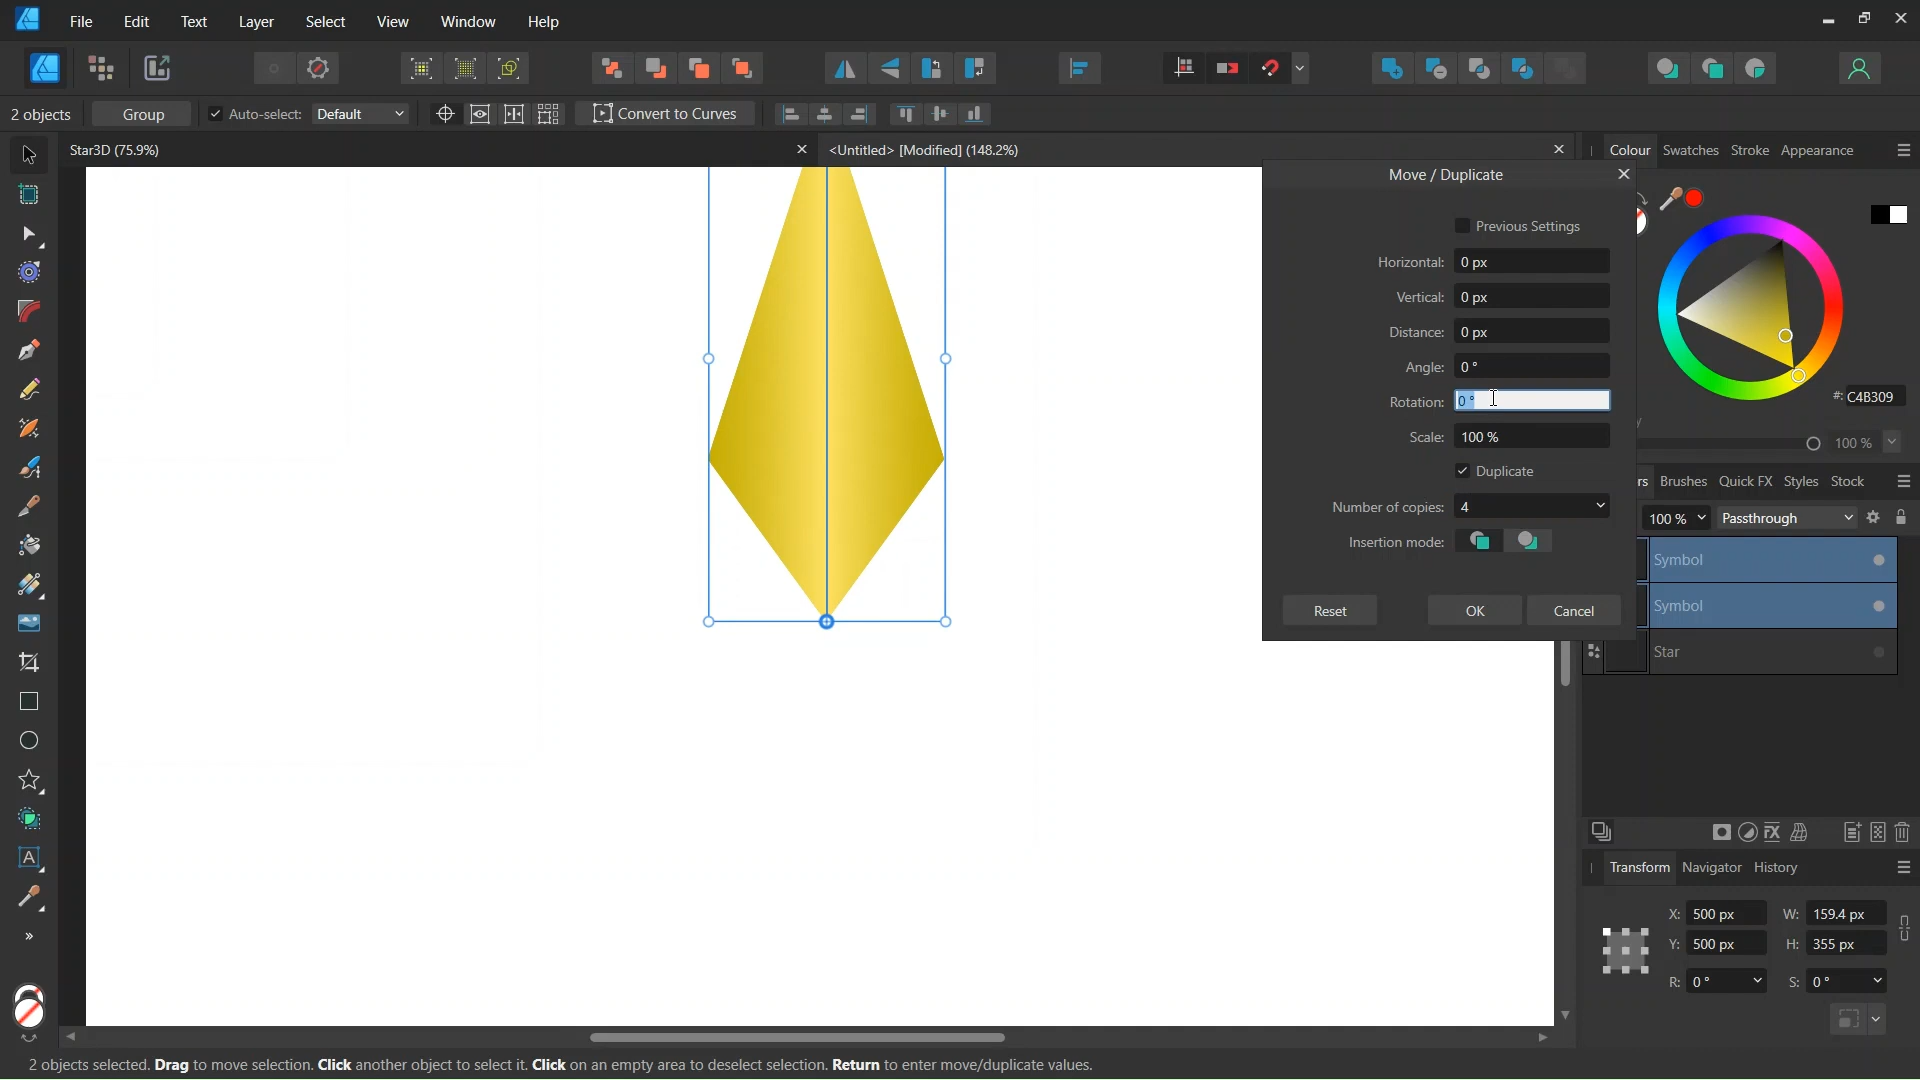 File Edit Text Layer Select View Window Help
2 objects Group Auto-select: Default Convert to Curves
Star3D (75.9%) <Untitled> [Modified] (148.2%)
Colour Swatches Stroke Appearance
Move / Duplicate
Previous Settings
Horizontal: 0 px
Vertical: 0 px
Distance: 0 px
Angle: 0 °
Rotation: 0 °
Scale: 100 %
Duplicate
Number of copies: 4
Insertion mode:
Reset OK Cancel
#: C4B309
100 %
rs Brushes Quick FX Styles Stock
100 % Passthrough
Symbol
Symbol
Star
FX
Transform Navigator History
X: 500 px W: 159.4 px
Y: 500 px H: 355 px
R: 0 ° S: 0 °
A
2 objects selected. Drag to move selection. Click another object to select it. Click on an empty area to deselect selection. Return to enter move/duplicate values.